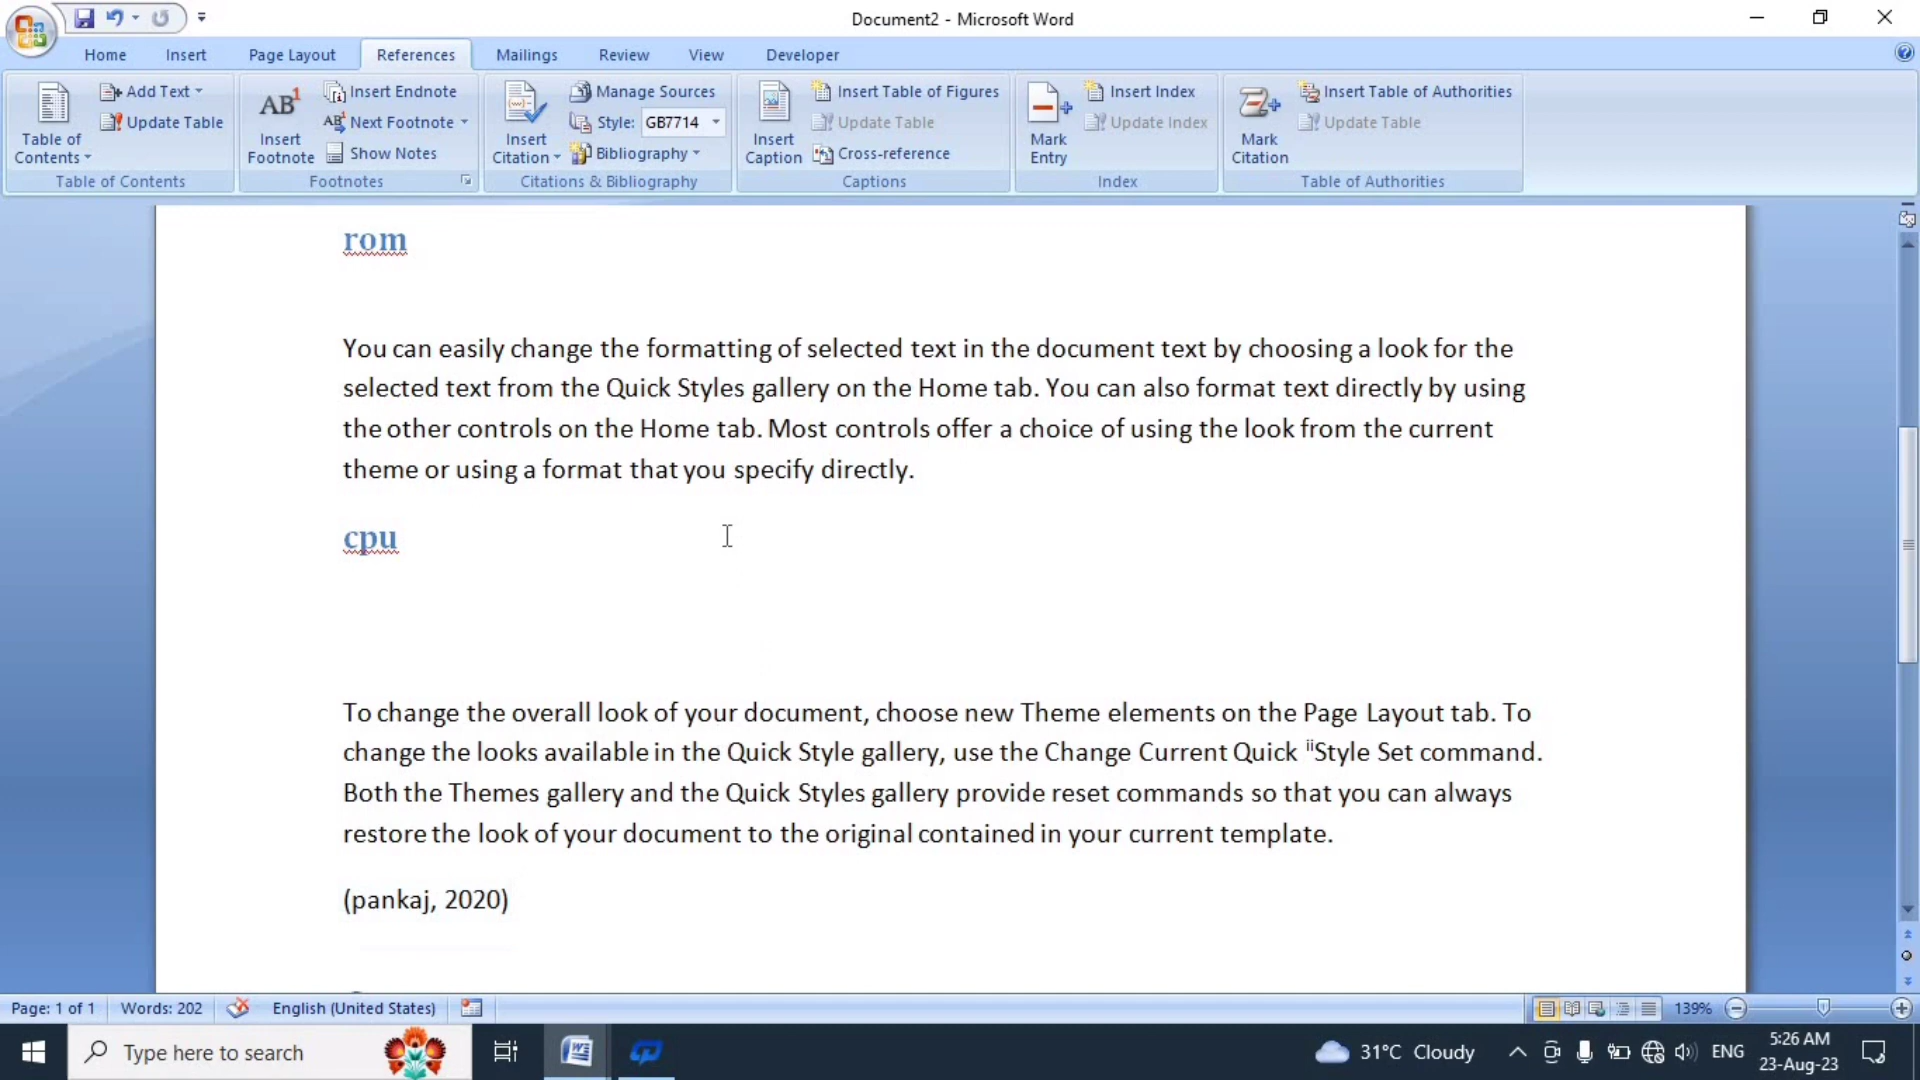 Document2 - Microsoft Word
Home Insert Page Layout References Mailings Review View Developer
Table of Contents
Add Text
Update Table
Table of Contents
AB1 Insert Footnote
Insert Endnote
AB1 Next Footnote
Show Notes
Footnotes
Insert Citation
Manage Sources
Style: GB7714
Bibliography
Citations & Bibliography
Insert Caption
Insert Table of Figures
Update Table
Cross-reference
Captions
Mark Entry
Insert Index
Update Index
Index
Mark Citation
Insert Table of Authorities
Update Table
Table of Authorities
rom
You can easily change the formatting of selected text in the document text by choosing a look for the
selected text from the Quick Styles gallery on the Home tab. You can also format text directly by using
the other controls on the Home tab. Most controls offer a choice of using the look from the current
theme or using a format that you specify directly.
cpu
To change the overall look of your document, choose new Theme elements on the Page Layout tab. To
change the looks available in the Quick Style gallery, use the Change Current Quick iiStyle Set command.
Both the Themes gallery and the Quick Styles gallery provide reset commands so that you can always
restore the look of your document to the original contained in your current template.
(pankaj, 2020)
Page: 1 of 1 Words: 202 English (United States) 139%
Type here to search 31°C Cloudy ENG 5:26 AM
23-Aug-23